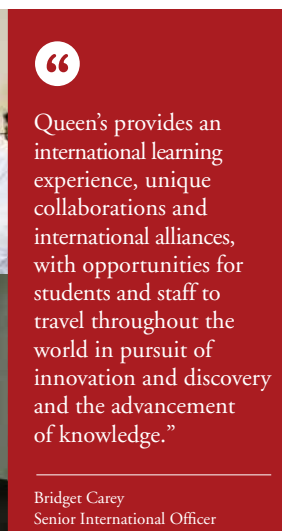 “
Queen’s provides an
international learning
experience, unique
collaborations and
international alliances,
with opportunities for
students and staff to
travel throughout the
world in pursuit of
innovation and discovery
and the advancement
of knowledge.”
Bridget Carey
Senior International Officer